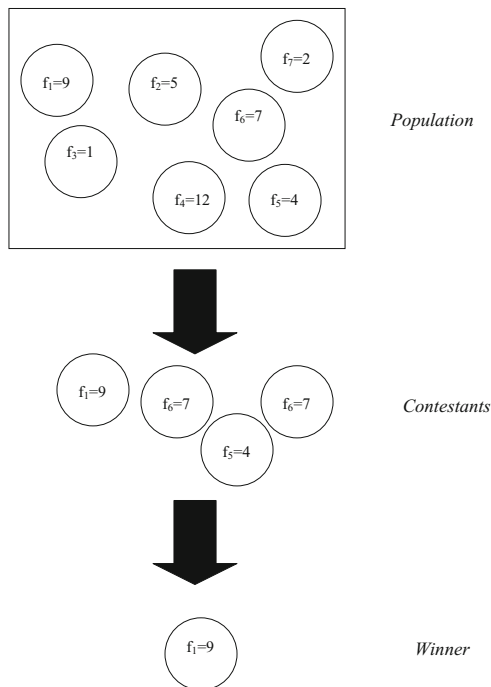 f₇=2
f₁=9
f₂=5
f₆=7
Population
f₃=1
f₄=12
f₅=4
f₁=9
f₆=7
f₆=7
Contestants
f₅=4
f₁=9
Winner